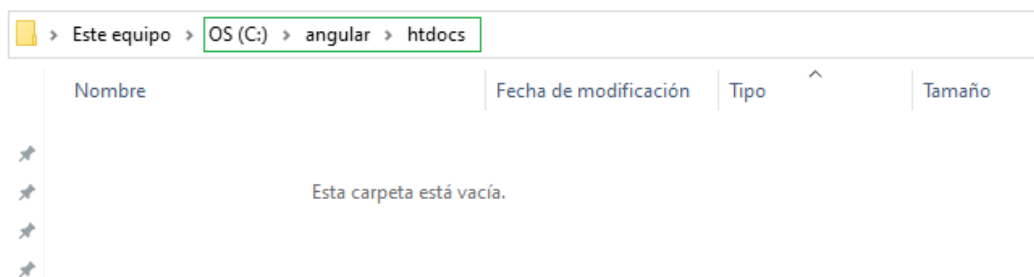 Este equipo > OS (C:) > angular > htdocs
Nombre Fecha de modificación Tipo Tamaño
Esta carpeta está vacía.